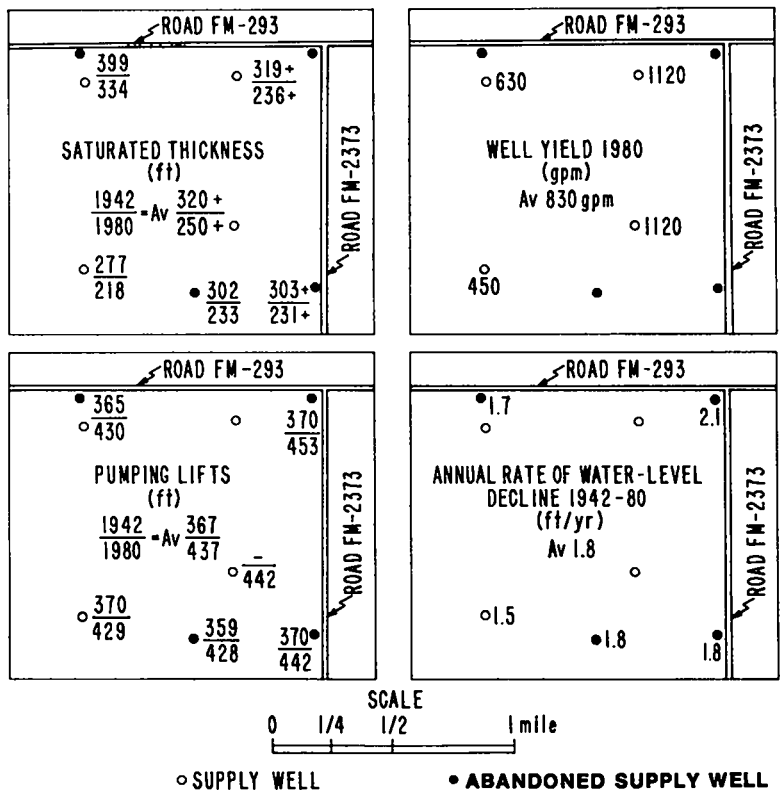 ROAD FM-293
399
334
319+
236+
SATURATED THICKNESS
(ft)
1942
1980 = Av 320+
250+
277
218
302
233
303+
231+
ROAD FM-2373
ROAD FM-293
630
1120
WELL YIELD 1980
(gpm)
Av 830 gpm
1120
450
ROAD FM-2373
ROAD FM-293
365
430
370
453
PUMPING LIFTS
(ft)
1942
1980 = Av 367
437
-
442
370
429
359
428
370
442
ROAD FM-2373
ROAD FM-293
1.7
2.1
ANNUAL RATE OF WATER-LEVEL
DECLINE 1942-80
(ft/yr)
Av 1.8
1.5
1.8
1.8
ROAD FM-2373
SCALE
0 1/4 1/2 1 mile
SUPPLY WELL
ABANDONED SUPPLY WELL